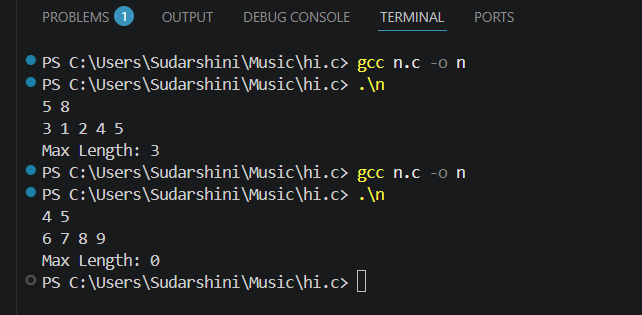 PROBLEMS 1 OUTPUT DEBUG CONSOLE TERMINAL PORTS
PS C:\Users\Sudarshini\Music\hi.c> gcc n.c -o n
PS C:\Users\Sudarshini\Music\hi.c> .\n
5 8
3 1 2 4 5
Max Length: 3
PS C:\Users\Sudarshini\Music\hi.c> gcc n.c -o n
PS C:\Users\Sudarshini\Music\hi.c> .\n
4 5
6 7 8 9
Max Length: 0
PS C:\Users\Sudarshini\Music\hi.c>